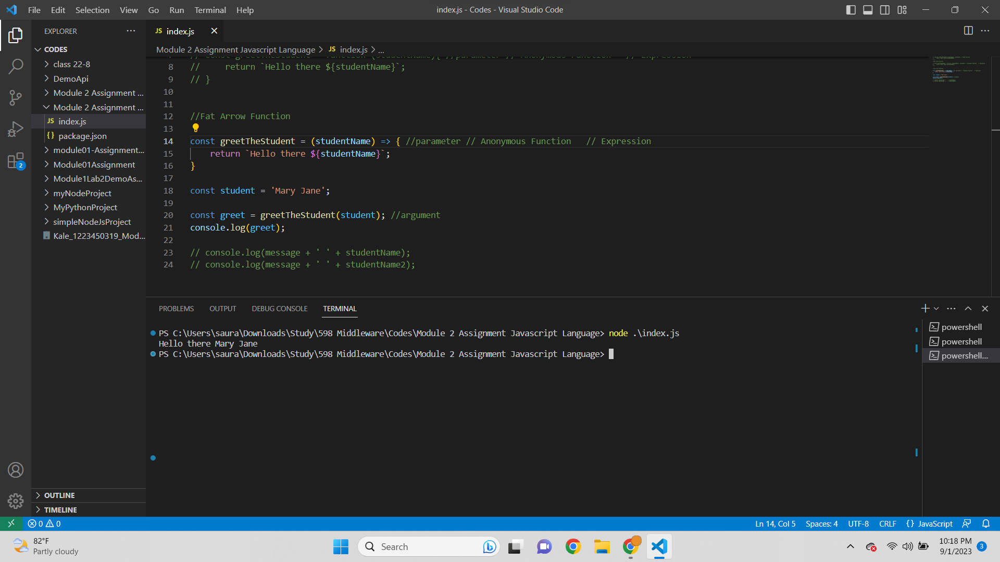 File Edit Selection View Go Run Terminal Help
index.js - Codes - Visual Studio Code
EXPLORER
JS index.js
CODES
class 22-8
DemoApi
Module 2 Assignment ...
Module 2 Assignment ...
JS index.js
{} package.json
module01-Assignment...
Module01Assignment
Module1Lab2DemoAs...
myNodeProject
MyPythonProject
simpleNodeJsProject
Kale_1223450319_Mod...
2
OUTLINE
TIMELINE
Module 2 Assignment Javascript Language > JS index.js > ...
8 //     return `Hello there ${studentName}`;
9 // }
10
11
12 //Fat Arrow Function
13
14 const greetTheStudent = (studentName) => { //parameter // Anonymous Function   // Expression
15     return `Hello there ${studentName}`;
16 }
17
18 const student = 'Mary Jane';
19
20 const greet = greetTheStudent(student); //argument
21 console.log(greet);
22
23 // console.log(message + ' ' + studentName);
24 // console.log(message + ' ' + studentName2);
PROBLEMS OUTPUT DEBUG CONSOLE TERMINAL
PS C:\Users\saura\Downloads\Study\598 Middleware\Codes\Module 2 Assignment Javascript Language> node .\index.js
Hello there Mary Jane
PS C:\Users\saura\Downloads\Study\598 Middleware\Codes\Module 2 Assignment Javascript Language>
powershell
powershell
powershell...
0 0
Ln 14, Col 5 Spaces: 4 UTF-8 CRLF {} JavaScript
82°F
Partly cloudy
Search
10:18 PM
9/1/2023
3